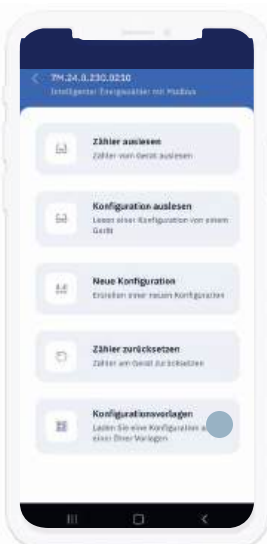 7M.24.8.230.0210
Intelligenter Energiezähler mit Modbus
Zähler auslesen
Zähler vom Gerät auslesen
Konfiguration auslesen
Lesen einer Konfiguration von einem
Gerät
Neue Konfiguration
Erstellen einer neuen Konfiguration
Zähler zurücksetzen
Zähler am Gerät zurücksetzen
Konfigurationsvorlagen
Laden Sie eine Konfiguration
einer Ihrer Vorlagen